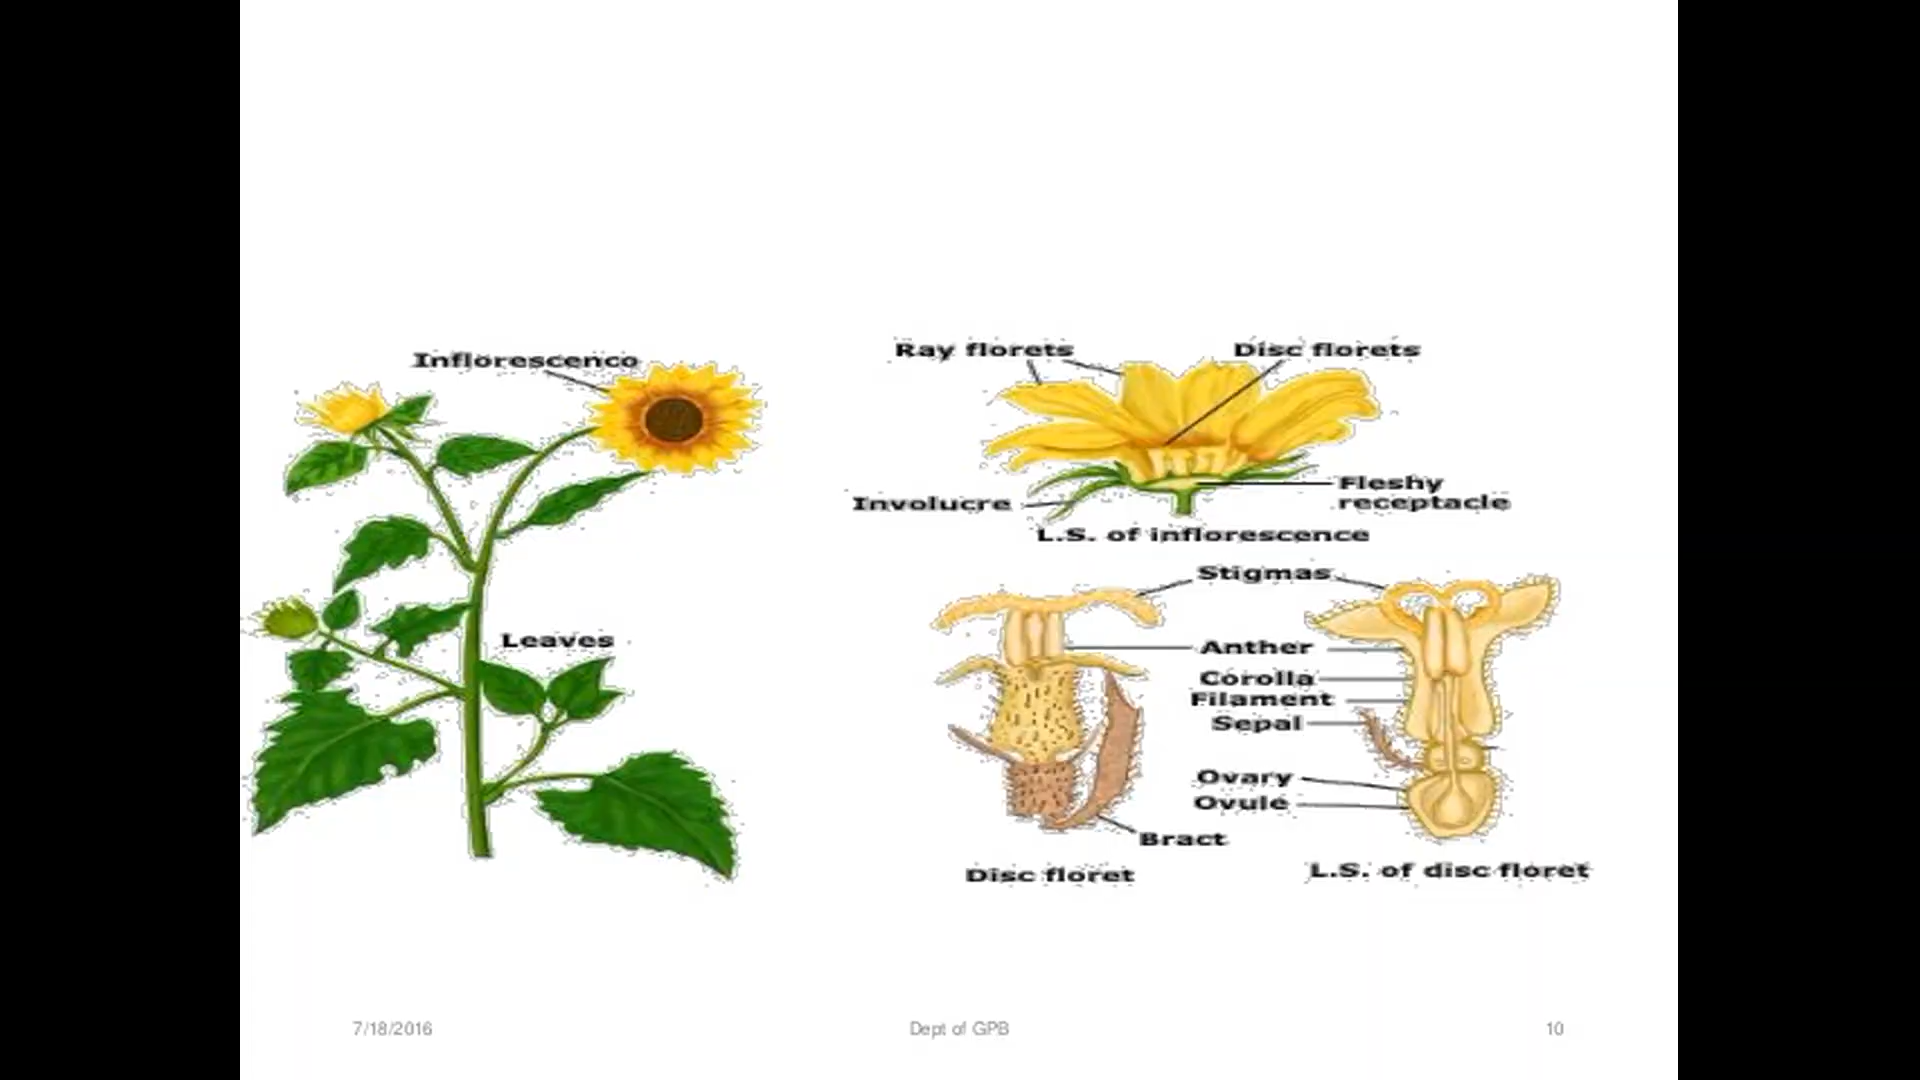 Inflorescenco
Leaves
Ray florets
Disc florets
Involucre
Fleshy
receptacle
L.S. of inflorescence
Stigmas
Anther
Corolla
Filament
Sepal
Ovary
Ovule
Bract
Disc floret
L.S. of disc floret
7/18/2016
Dept of GPB
10